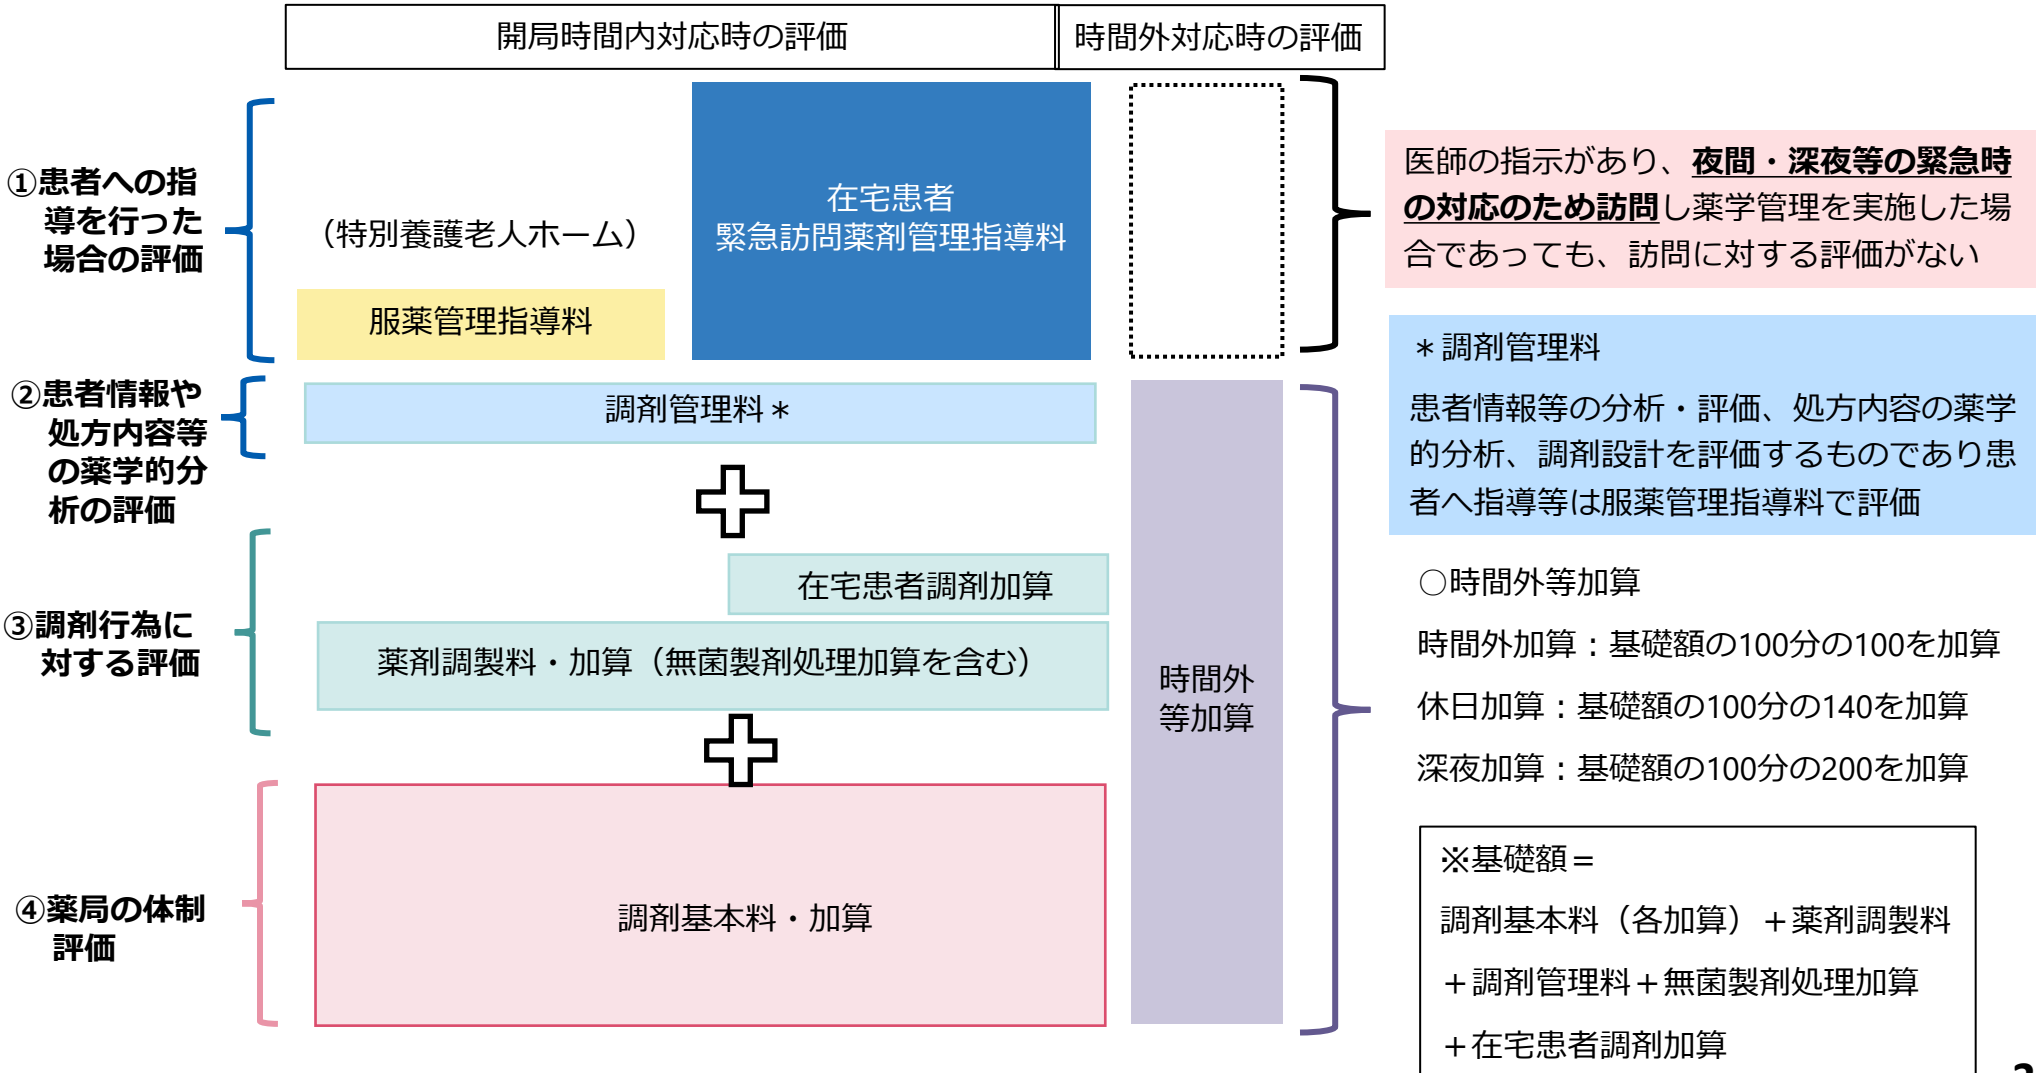 開局時間内対応時の評価
時間外対応時の評価
①患者への指
導を行った
場合の評価
（特別養護老人ホーム）
服薬管理指導料
在宅患者
緊急訪問薬剤管理指導料
医師の指示があり、夜間・深夜等の緊急時
の対応のため訪問し薬学管理を実施した場
合であっても、訪問に対する評価がない
②患者情報や
処方内容等
の薬学的分
析の評価
調剤管理料＊
＊調剤管理料
患者情報等の分析・評価、処方内容の薬学
的分析、調剤設計を評価するものであり患
者へ指導等は服薬管理指導料で評価
③調剤行為に
対する評価
在宅患者調剤加算
薬剤調製料・加算（無菌製剤処理加算を含む）
時間外
等加算
○時間外等加算
時間外加算：基礎額の100分の100を加算
休日加算：基礎額の100分の140を加算
深夜加算：基礎額の100分の200を加算
④薬局の体制
評価
調剤基本料・加算
※基礎額＝
調剤基本料（各加算）＋薬剤調製料
＋調剤管理料＋無菌製剤処理加算
＋在宅患者調剤加算